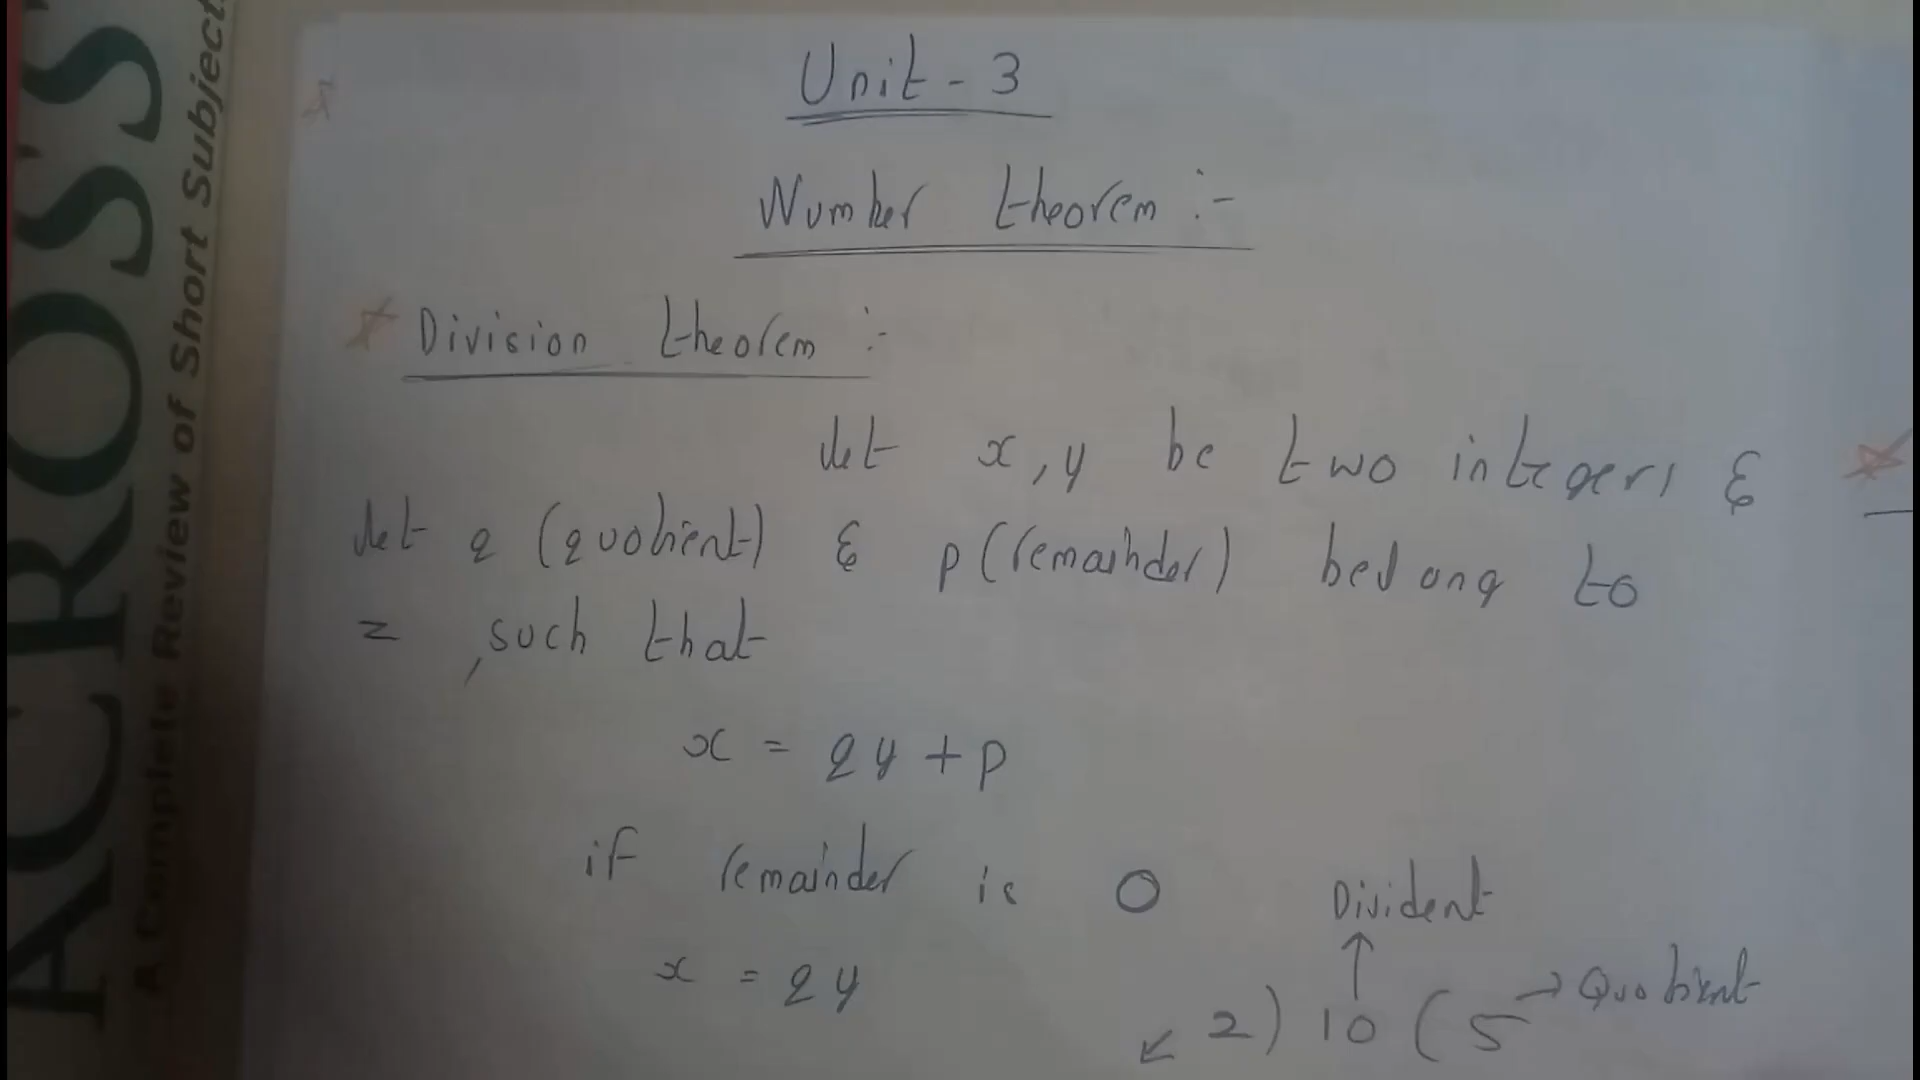 ACROSS
A Complete Review of Short Subject
Unit - 3
Number theorem :-
Division theorem :-
Let x, y be two integers &
Let q (quotient) & p (remainder) belong to
z , such that
x = qy + p
if remainder is 0
x = qy
Divident
↑
2) 10 ( 5 → Quotient
↙